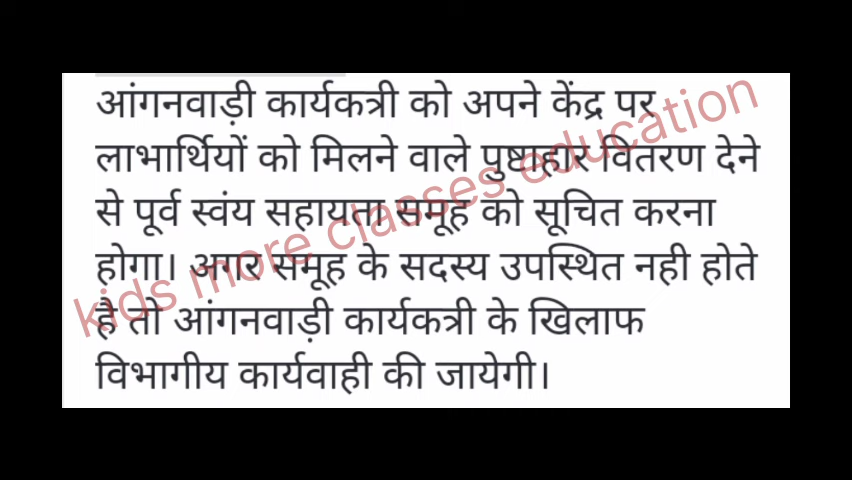 आंगनवाड़ी कार्यकत्री को अपने केंद्र पर
लाभार्थियों को मिलने वाले पुष्टाहार वितरण देने
से पूर्व स्वंय सहायता समूह को सूचित करना
होगा। अगर समूह के सदस्य उपस्थित नही होते
है तो आंगनवाड़ी कार्यकत्री के खिलाफ
विभागीय कार्यवाही की जायेगी।
kids more classes education